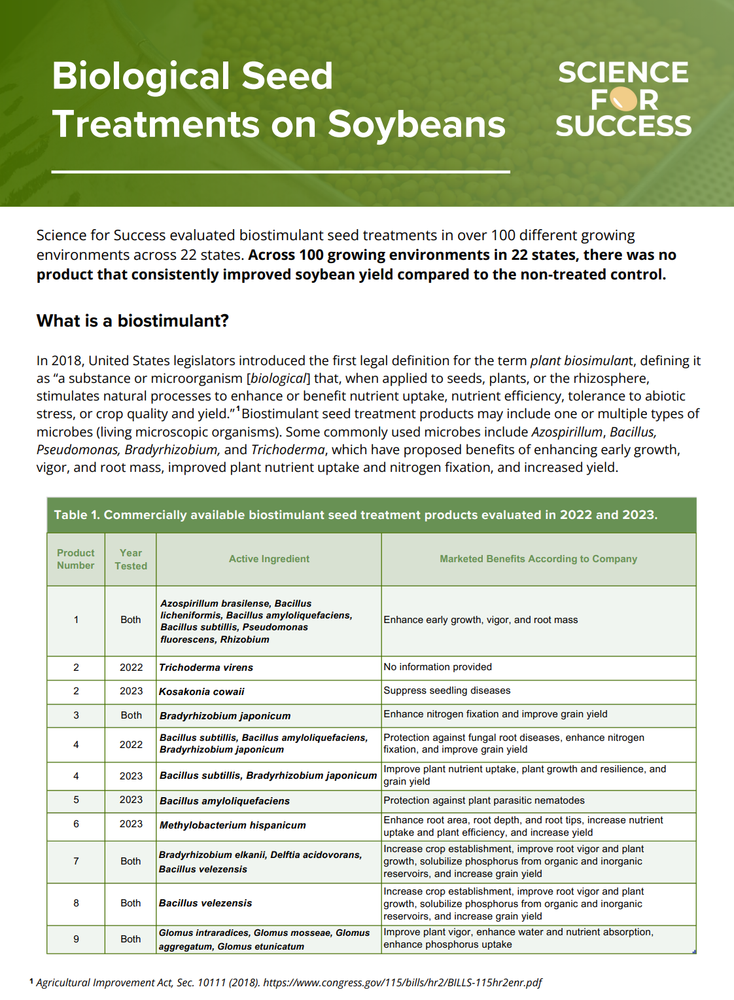 Biological Seed
Treatments on Soybeans
SCIENCE
FOR
SUCCESS
Science for Success evaluated biostimulant seed treatments in over 100 different growing
environments across 22 states. Across 100 growing environments in 22 states, there was no
product that consistently improved soybean yield compared to the non-treated control.
What is a biostimulant?
In 2018, United States legislators introduced the first legal definition for the term plant biosimulant, defining it
as “a substance or microorganism [biological] that, when applied to seeds, plants, or the rhizosphere,
stimulates natural processes to enhance or benefit nutrient uptake, nutrient efficiency, tolerance to abiotic
stress, or crop quality and yield.”¹ Biostimulant seed treatment products may include one or multiple types of
microbes (living microscopic organisms). Some commonly used microbes include Azospirillum, Bacillus,
Pseudomonas, Bradyrhizobium, and Trichoderma, which have proposed benefits of enhancing early growth,
vigor, and root mass, improved plant nutrient uptake and nitrogen fixation, and increased yield.
Table 1. Commercially available biostimulant seed treatment products evaluated in 2022 and 2023.
Product
Number
Year
Tested
Active Ingredient
Marketed Benefits According to Company
1
Both
Azospirillum brasilense, Bacillus
licheniformis, Bacillus amyloliquefaciens,
Bacillus subtillis, Pseudomonas
fluorescens, Rhizobium
Enhance early growth, vigor, and root mass
2
2022
Trichoderma virens
No information provided
2
2023
Kosakonia cowaii
Suppress seedling diseases
3
Both
Bradyrhizobium japonicum
Enhance nitrogen fixation and improve grain yield
4
2022
Bacillus subtillis, Bacillus amyloliquefaciens,
Bradyrhizobium japonicum
Protection against fungal root diseases, enhance nitrogen
fixation, and improve grain yield
4
2023
Bacillus subtillis, Bradyrhizobium japonicum
Improve plant nutrient uptake, plant growth and resilience, and
grain yield
5
2023
Bacillus amyloliquefaciens
Protection against plant parasitic nematodes
6
2023
Methylobacterium hispanicum
Enhance root area, root depth, and root tips, increase nutrient
uptake and plant efficiency, and increase yield
7
Both
Bradyrhizobium elkanii, Delftia acidovorans,
Bacillus velezensis
Increase crop establishment, improve root vigor and plant
growth, solubilize phosphorus from organic and inorganic
reservoirs, and increase grain yield
8
Both
Bacillus velezensis
Increase crop establishment, improve root vigor and plant
growth, solubilize phosphorus from organic and inorganic
reservoirs, and increase grain yield
9
Both
Glomus intraradices, Glomus mosseae, Glomus
aggregatum, Glomus etunicatum
Improve plant vigor, enhance water and nutrient absorption,
enhance phosphorus uptake
¹ Agricultural Improvement Act, Sec. 10111 (2018). https://www.congress.gov/115/bills/hr2/BILLS-115hr2enr.pdf